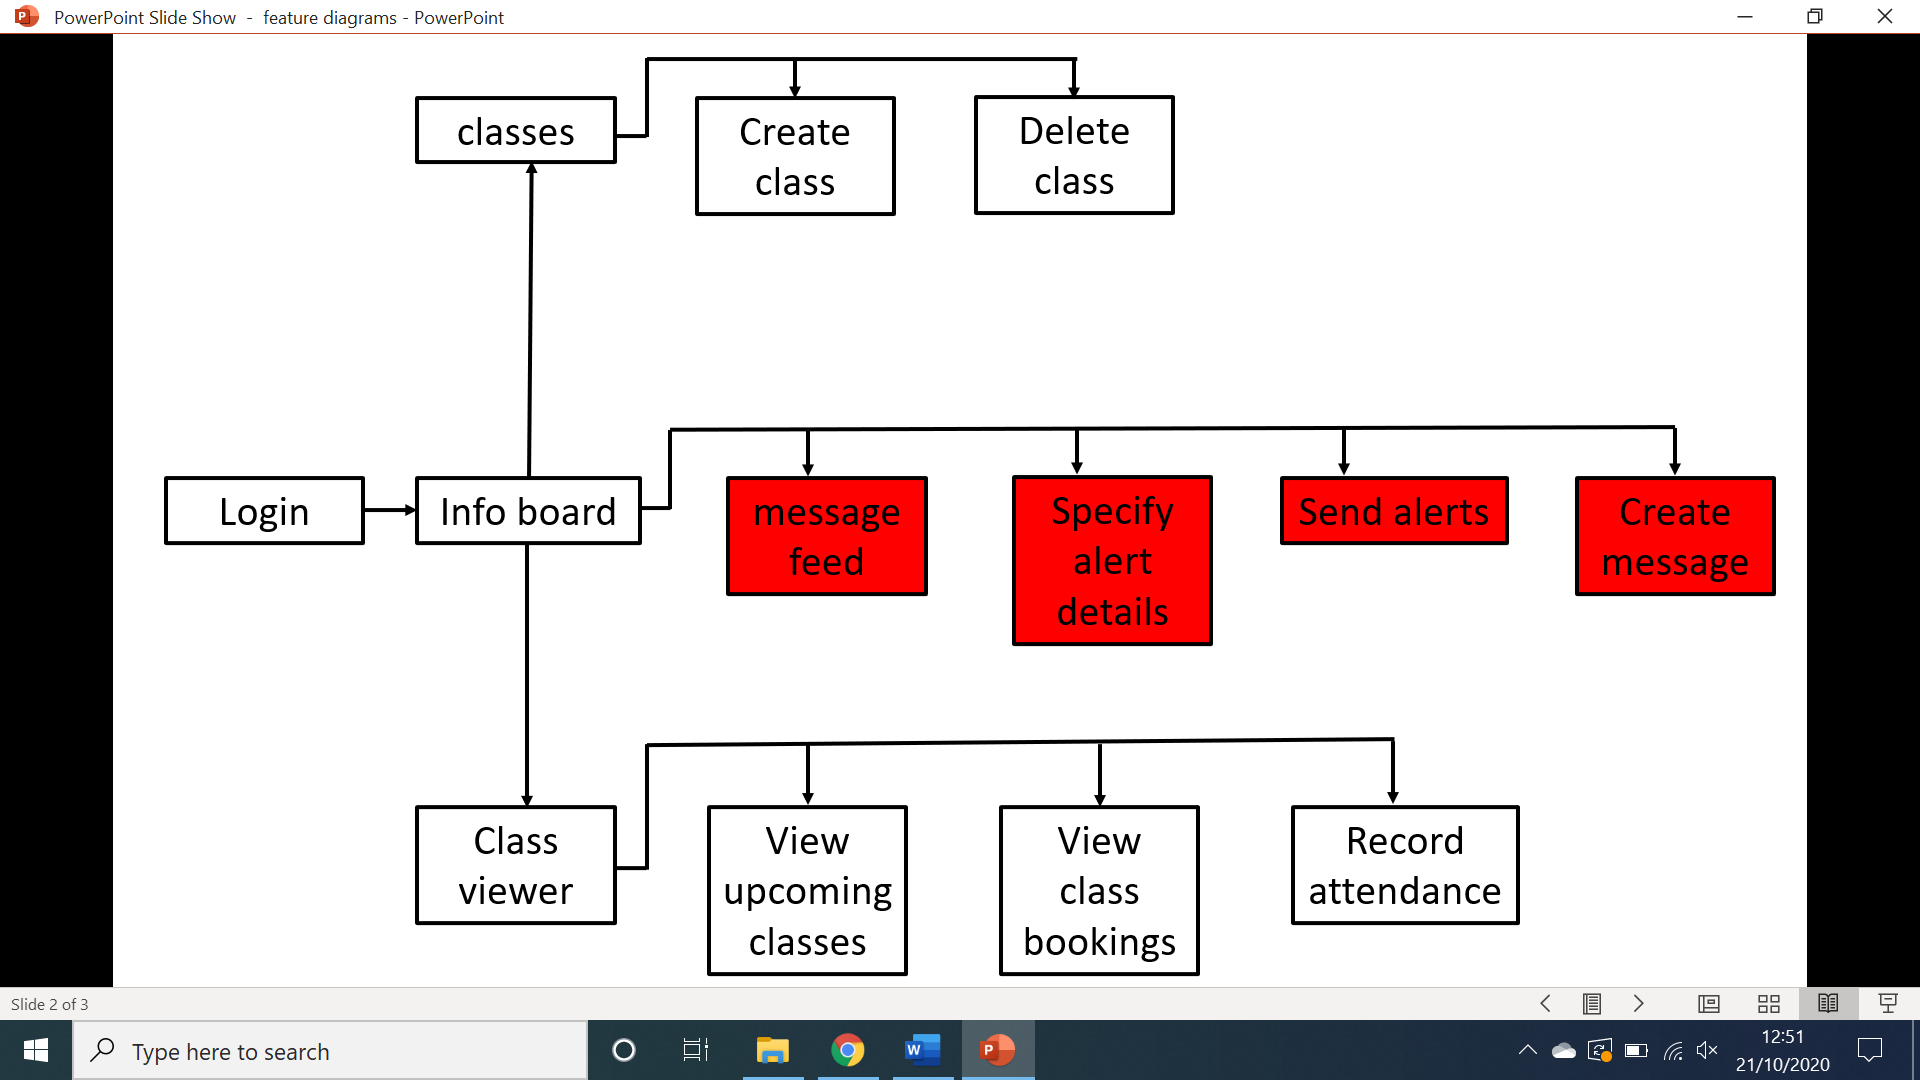 PowerPoint Slide Show - feature diagrams - PowerPoint
classes
Create
class
Delete
class
Login
Info board
message
feed
Specify
alert
details
Send alerts
Create
message
Class
viewer
View
upcoming
classes
View
class
bookings
Record
attendance
Slide 2 of 3
Type here to search
12:51
21/10/2020